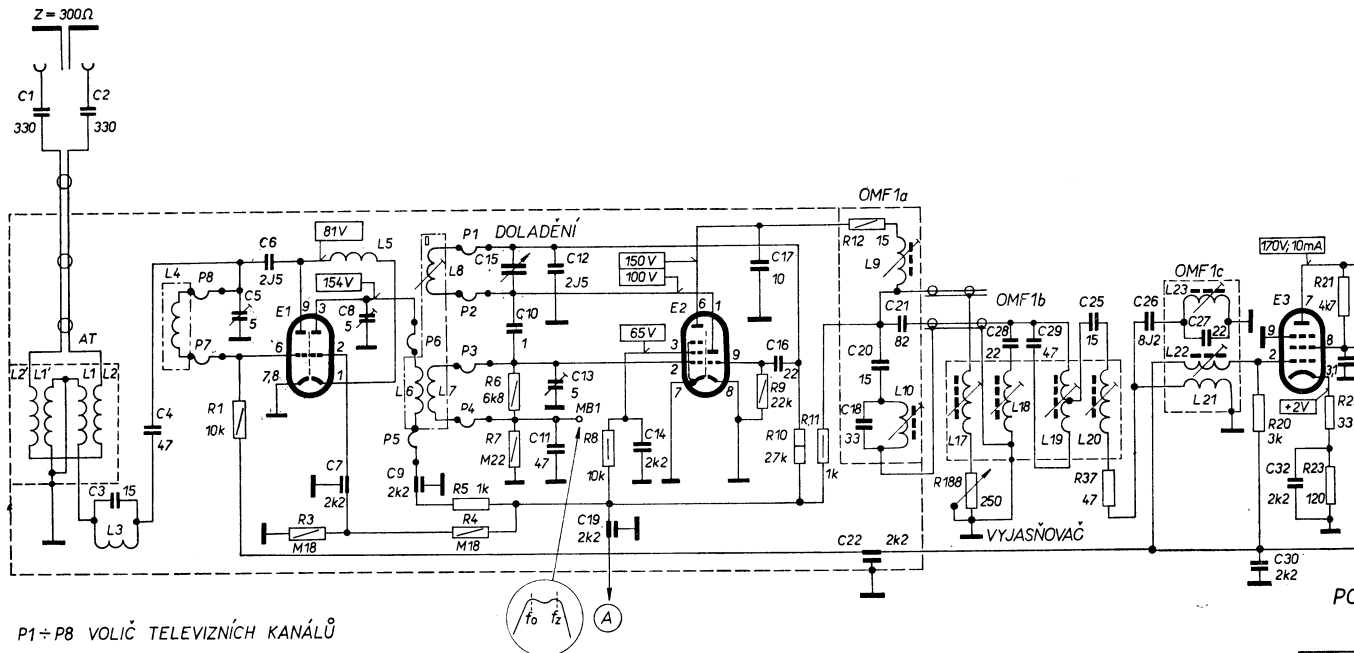 Z = 300Ω
C1
330
C2
330
AT
L2'
L1'
L1
L2
C3
15
L3
C4
47
L4
P8
P7
C5
5
C6
2J5
81V
L5
154V
E1
9
3
6
2
7,8
1
C8
5
R1
10k
C7
2k2
R3
M18
R4
M18
R5 1k
C9
2k2
P5
P6
L6
L7
L8
P1
P2
P3
P4
DOLADĚNÍ
C15
C12
2J5
C10
1
R6
6k8
C13
5
R7
M22
C11
47
MB1
65V
150V
100V
E2
6
1
3
2
9
7
8
R8
10k
C14
2k2
C19
2k2
A
f₀
f_z
C17
10
C16
22
R9
22k
R10
27k
R11
1k
OMF1a
R12
15
L9
C21
82
C20
15
C18
33
L10
C22
2k2
OMF1b
C28
22
C29
47
C25
15
L17
L18
L19
L20
R188
250
VYJASŇOVAČ
R37
47
C26
8J2
OMF1c
L23
C27
22
L22
L21
170V; 10mA
E3
7
9
8
2
3,1
+2V
R21
4k7
R20
3k
R2
33
C32
2k2
R23
120
C30
2k2
PO
P1÷P8 VOLIČ TELEVIZNÍCH KANÁLŮ